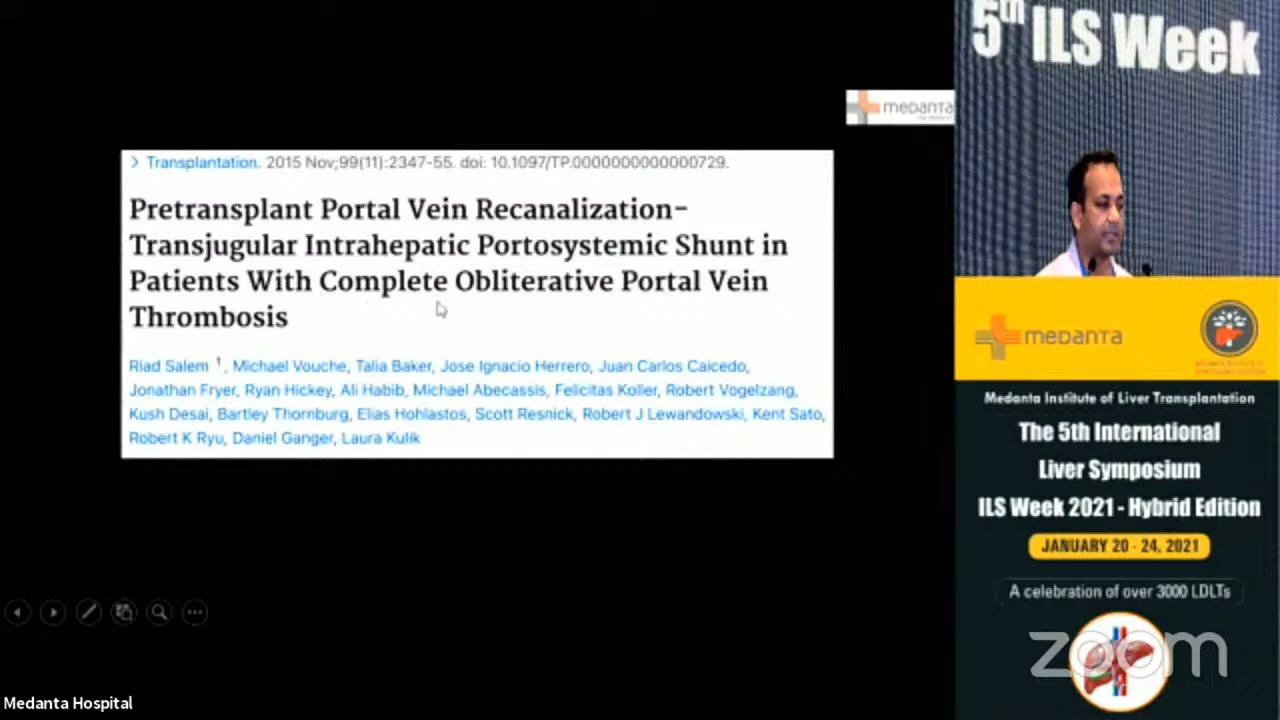 5th ILS Week
medanta
> Transplantation. 2015 Nov;99(11):2347-55. doi: 10.1097/TP.0000000000000729.
Pretransplant Portal Vein Recanalization-
Transjugular Intrahepatic Portosystemic Shunt in
Patients With Complete Obliterative Portal Vein
Thrombosis
Riad Salem 1, Michael Vouche, Talia Baker, Jose Ignacio Herrero, Juan Carlos Caicedo,
Jonathan Fryer, Ryan Hickey, Ali Habib, Michael Abecassis, Felicitas Koller, Robert Vogelzang,
Kush Desai, Bartley Thornburg, Elias Hohlastos, Scott Resnick, Robert J Lewandowski, Kent Sato,
Robert K Ryu, Daniel Ganger, Laura Kulik
medanta
Medanta Institute of Liver Transplantation
The 5th International
Liver Symposium
ILS Week 2021 - Hybrid Edition
JANUARY 20 - 24, 2021
A celebration of over 3000 LDLTs
zoom
Medanta Hospital